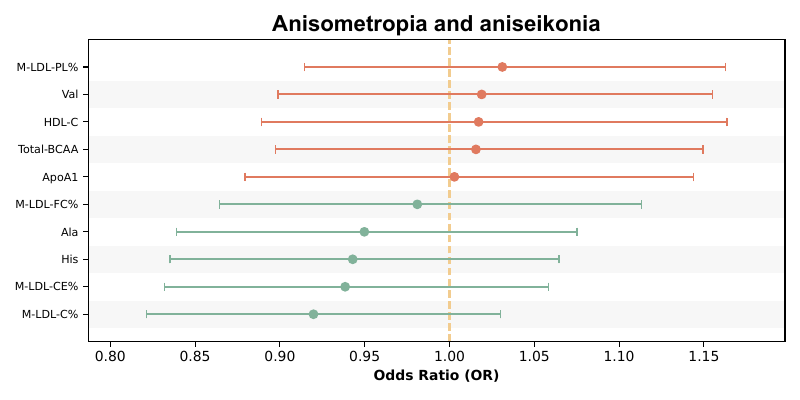 Anisometropia and aniseikonia
M-LDL-PL%
Val
HDL-C
Total-BCAA
ApoA1
M-LDL-FC%
Ala
His
M-LDL-CE%
M-LDL-C%
0.80 0.85 0.90 0.95 1.00 1.05 1.10 1.15
Odds Ratio (OR)